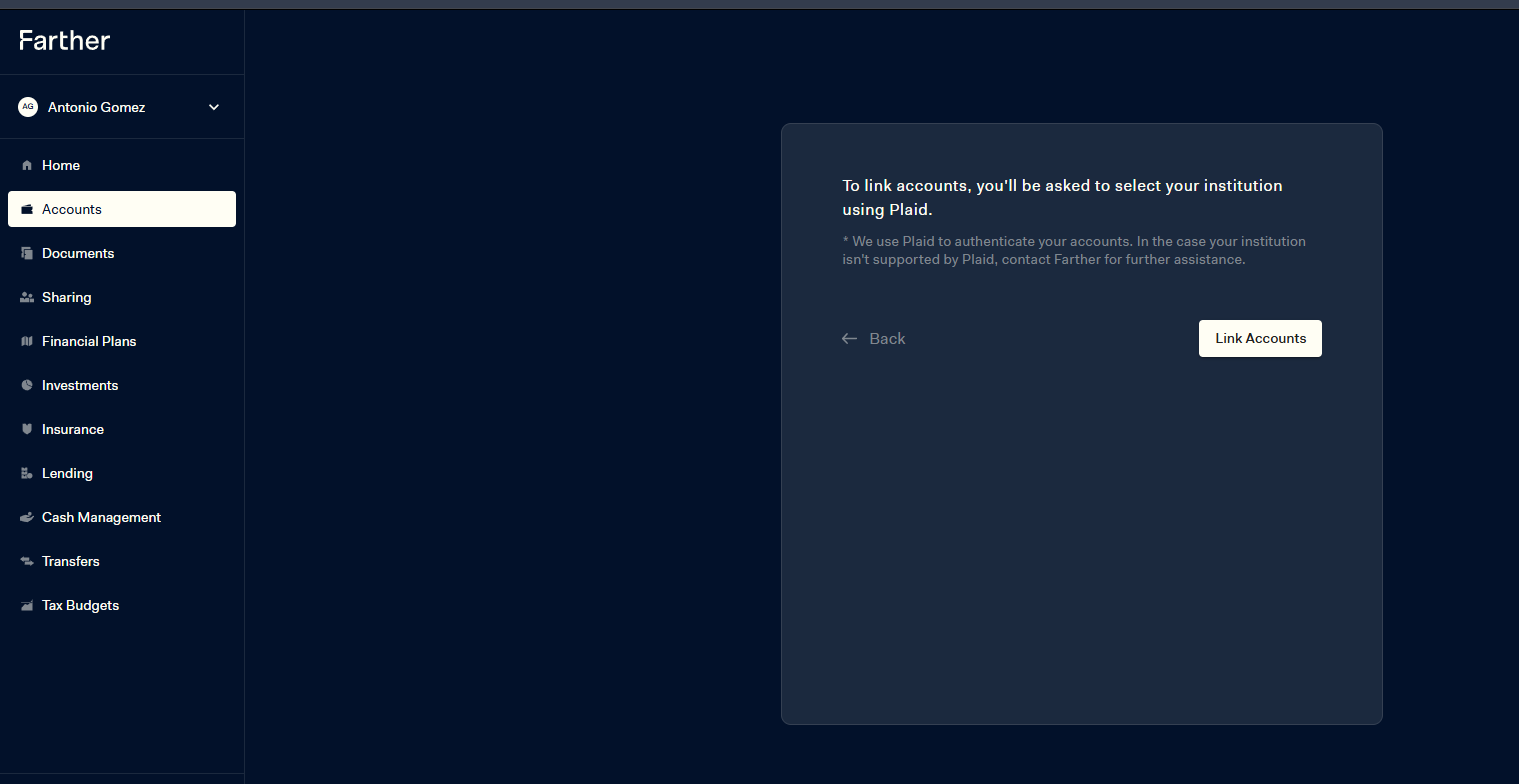 Farther
AG
Antonio Gomez
Home
Accounts
Documents
Sharing
Financial Plans
Investments
Insurance
Lending
Cash Management
Transfers
Tax Budgets
To link accounts, you'll be asked to select your institution
using Plaid.
* We use Plaid to authenticate your accounts. In the case your institution
isn't supported by Plaid, contact Farther for further assistance.
Back
Link Accounts